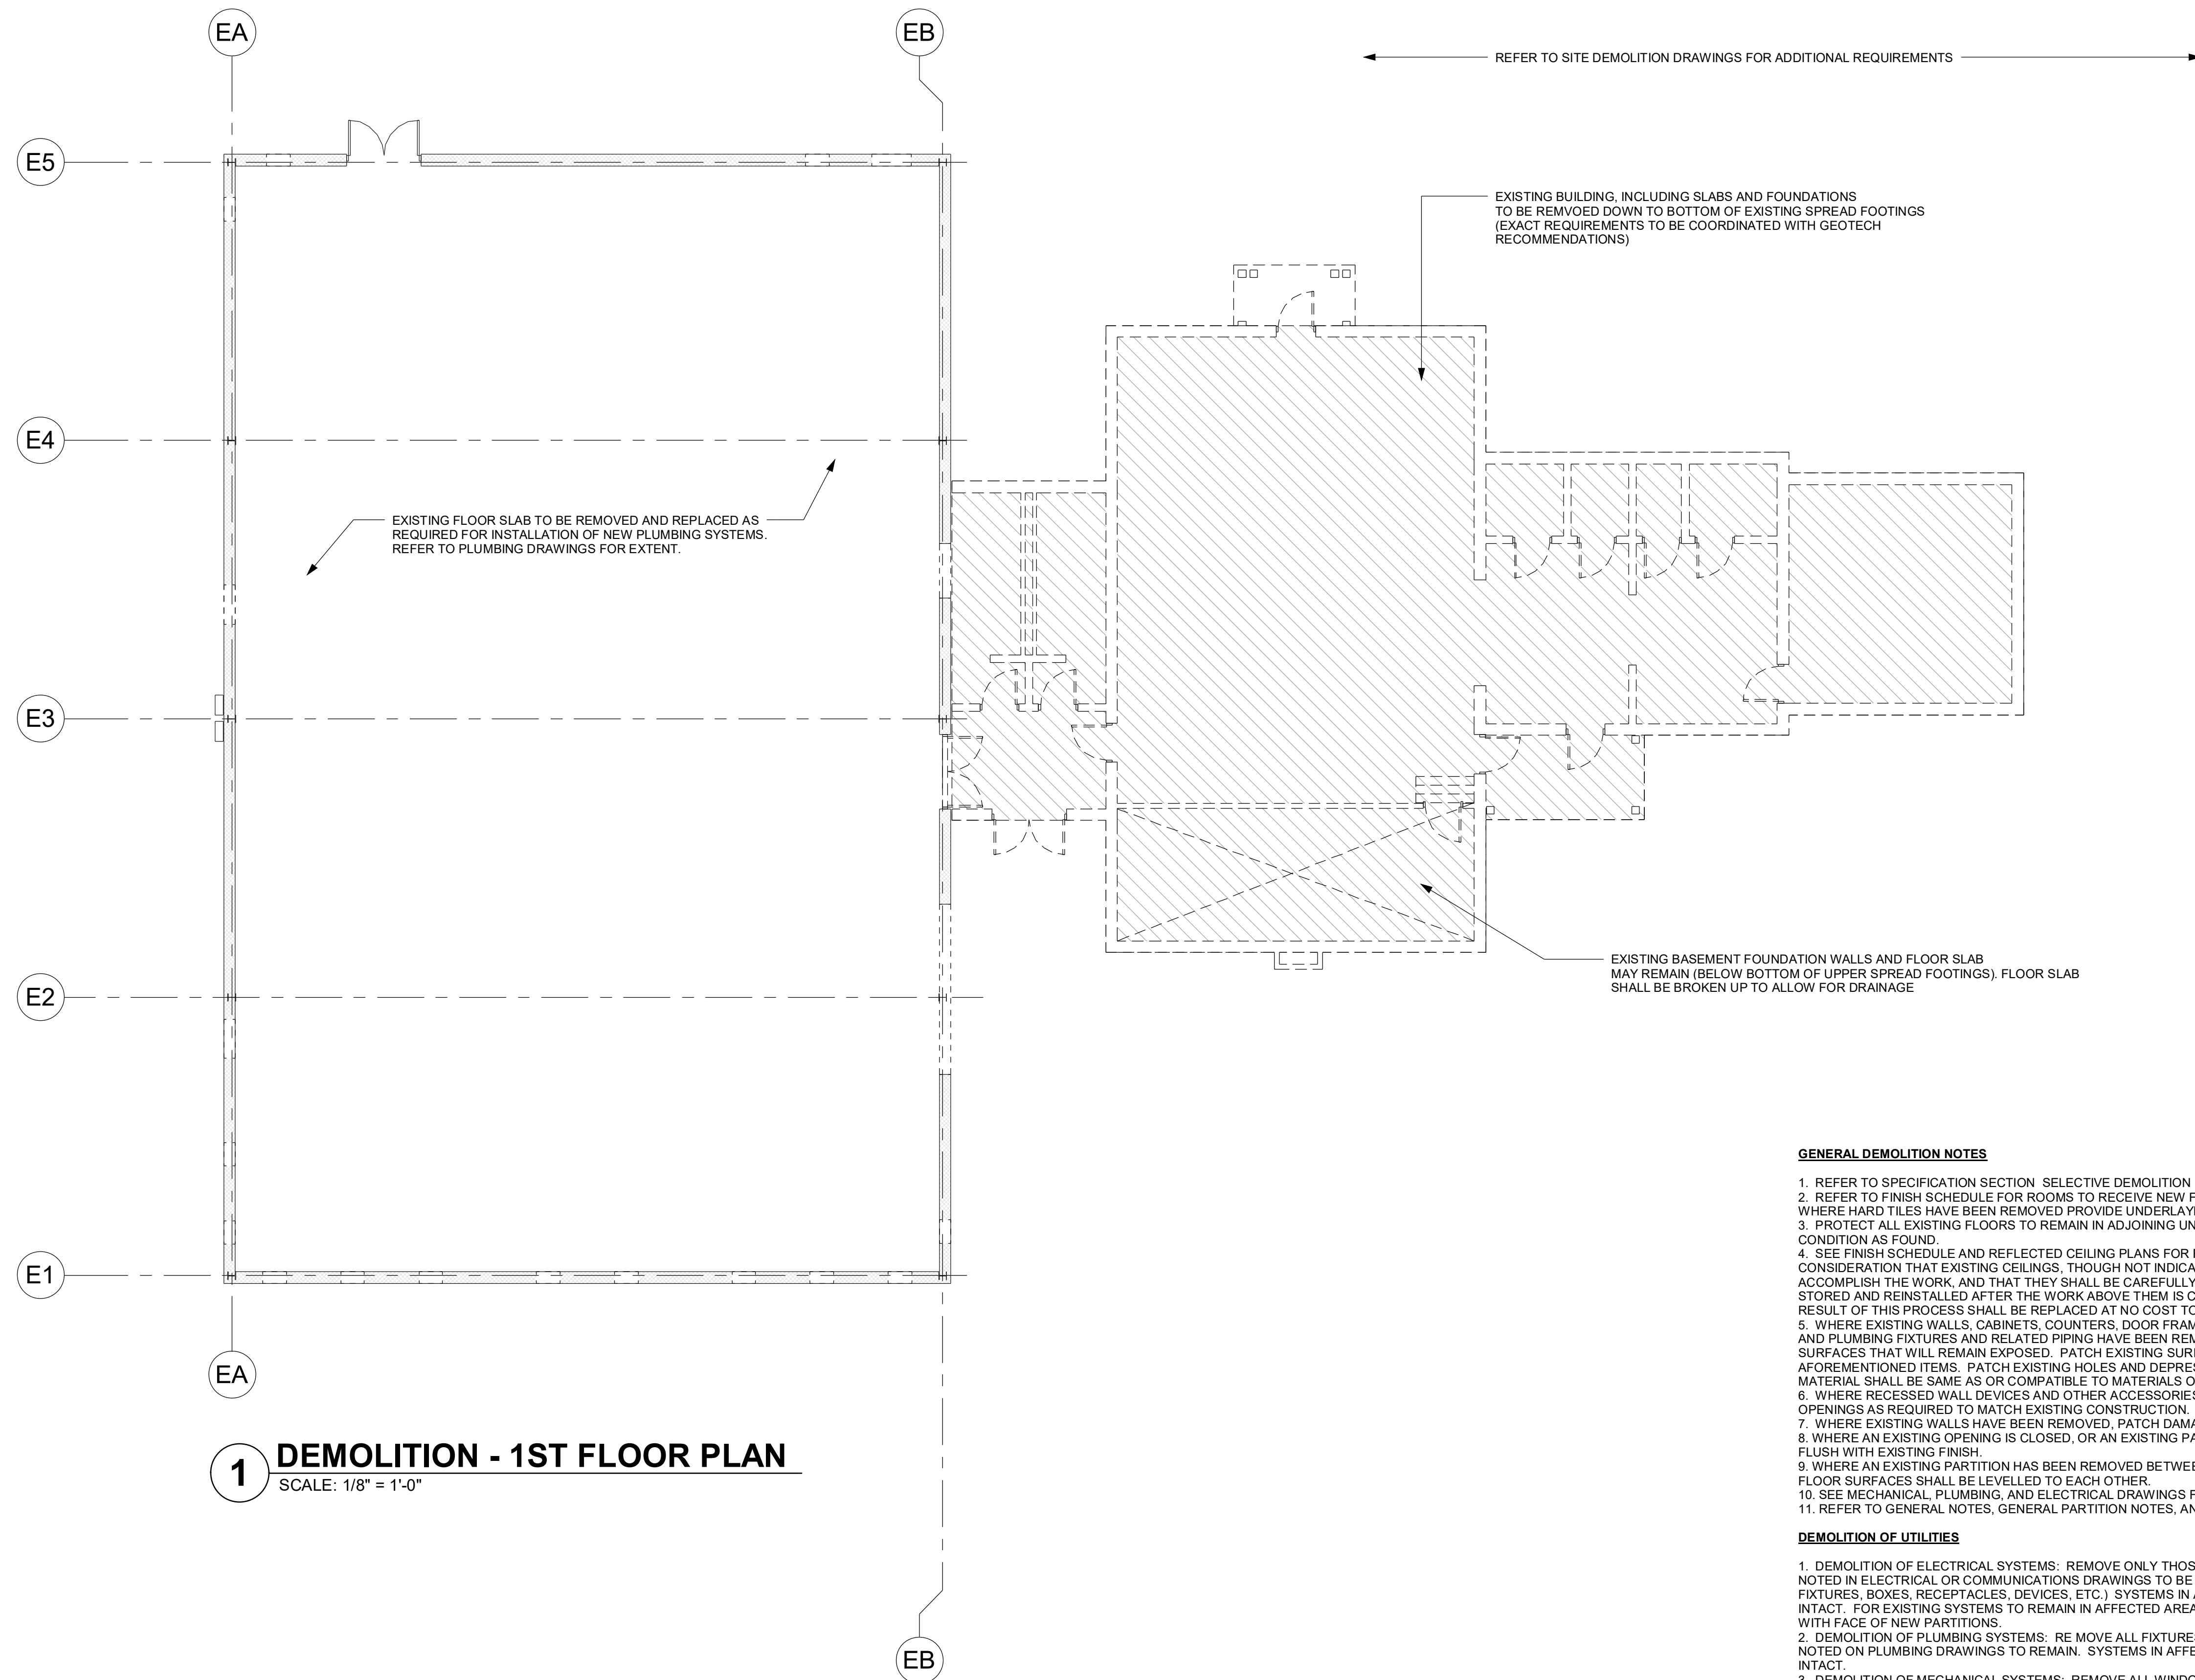 EA
EB
REFER TO SITE DEMOLITION DRAWINGS FOR ADDITIONAL REQUIREMENTS
E5
EXISTING BUILDING, INCLUDING SLABS AND FOUNDATIONS
TO BE REMVOED DOWN TO BOTTOM OF EXISTING SPREAD FOOTINGS
(EXACT REQUIREMENTS TO BE COORDINATED WITH GEOTECH
RECOMMENDATIONS)
E4
EXISTING FLOOR SLAB TO BE REMOVED AND REPLACED AS
REQUIRED FOR INSTALLATION OF NEW PLUMBING SYSTEMS.
REFER TO PLUMBING DRAWINGS FOR EXTENT.
E3
EXISTING BASEMENT FOUNDATION WALLS AND FLOOR SLAB
MAY REMAIN (BELOW BOTTOM OF UPPER SPREAD FOOTINGS). FLOOR SLAB
SHALL BE BROKEN UP TO ALLOW FOR DRAINAGE
E2
E1
EA
1
DEMOLITION - 1ST FLOOR PLAN
SCALE: 1/8" = 1'-0"
EB
GENERAL DEMOLITION NOTES
1. REFER TO SPECIFICATION SECTION SELECTIVE DEMOLITION
2. REFER TO FINISH SCHEDULE FOR ROOMS TO RECEIVE NEW
WHERE HARD TILES HAVE BEEN REMOVED PROVIDE
3. PROTECT ALL EXISTING FLOORS TO REMAIN IN ADJOINING
CONDITION AS FOUND.
4. SEE FINISH SCHEDULE AND REFLECTED CEILING PLANS FOR
CONSIDERATION THAT EXISTING CEILINGS, THOUGH NOT
ACCOMPLISH THE WORK, AND THAT THEY SHALL BE CAREFULLY
STORED AND REINSTALLED AFTER THE WORK ABOVE THEM IS
RESULT OF THIS PROCESS SHALL BE REPLACED AT NO COST
5. WHERE EXISTING WALLS, CABINETS, COUNTERS, DOOR
AND PLUMBING FIXTURES AND RELATED PIPING HAVE BEEN
SURFACES THAT WILL REMAIN EXPOSED. PATCH EXISTING
AFOREMENTIONED ITEMS. PATCH EXISTING HOLES AND
MATERIAL SHALL BE SAME AS OR COMPATIBLE TO MATERIALS
6. WHERE RECESSED WALL DEVICES AND OTHER ACCESSORIES
OPENINGS AS REQUIRED TO MATCH EXISTING CONSTRUCTION.
7. WHERE EXISTING WALLS HAVE BEEN REMOVED, PATCH
8. WHERE AN EXISTING OPENING IS CLOSED, OR AN EXISTING
FLUSH WITH EXISTING FINISH.
9. WHERE AN EXISTING PARTITION HAS BEEN REMOVED
FLOOR SURFACES SHALL BE LEVELLED TO EACH OTHER.
10. SEE MECHANICAL, PLUMBING, AND ELECTRICAL DRAWINGS
11. REFER TO GENERAL NOTES, GENERAL PARTITION NOTES,
DEMOLITION OF UTILITIES
1. DEMOLITION OF ELECTRICAL SYSTEMS: REMOVE ONLY
NOTED IN ELECTRICAL OR COMMUNICATIONS DRAWINGS TO BE
FIXTURES, BOXES, RECEPTACLES, DEVICES, ETC.) SYSTEMS IN
INTACT. FOR EXISTING SYSTEMS TO REMAIN IN AFFECTED
WITH FACE OF NEW PARTITIONS.
2. DEMOLITION OF PLUMBING SYSTEMS: RE MOVE ALL
NOTED ON PLUMBING DRAWINGS TO REMAIN. SYSTEMS IN
INTACT.
3. DEMOLITION OF MECHANICAL SYSTEMS: REMOVE ALL